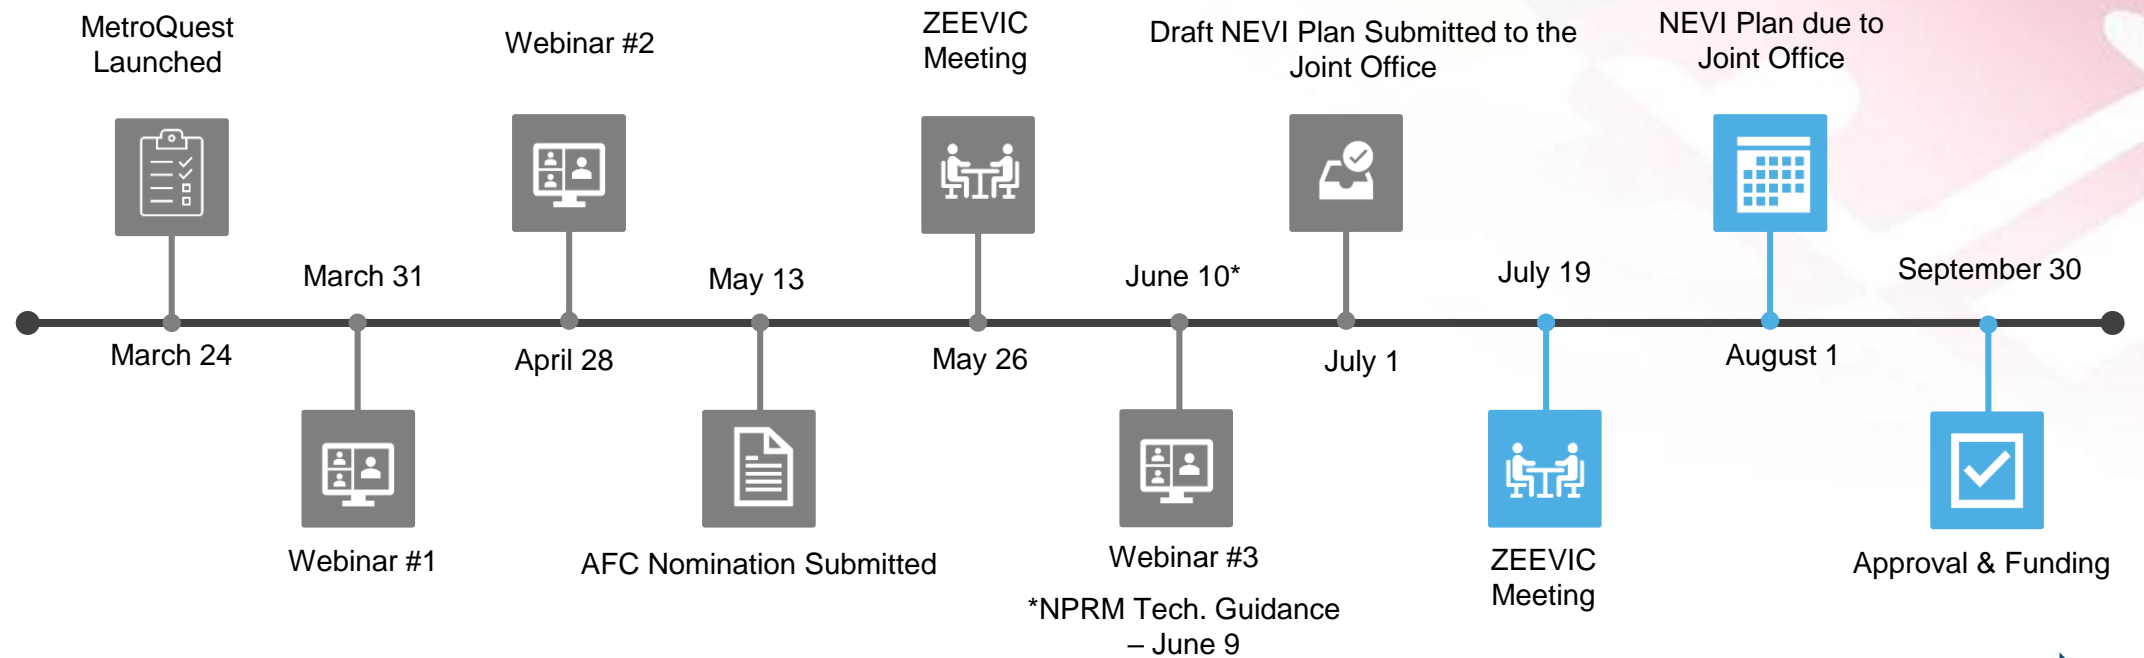 MetroQuest
Launched
Webinar #2
ZEEVIC
Meeting
Draft NEVI Plan Submitted to the
Joint Office
NEVI Plan due to
Joint Office
March 31
May 13
June 10*
July 19
September 30
March 24
April 28
May 26
July 1
August 1
Webinar #1
AFC Nomination Submitted
Webinar #3
*NPRM Tech. Guidance
– June 9
ZEEVIC
Meeting
Approval & Funding